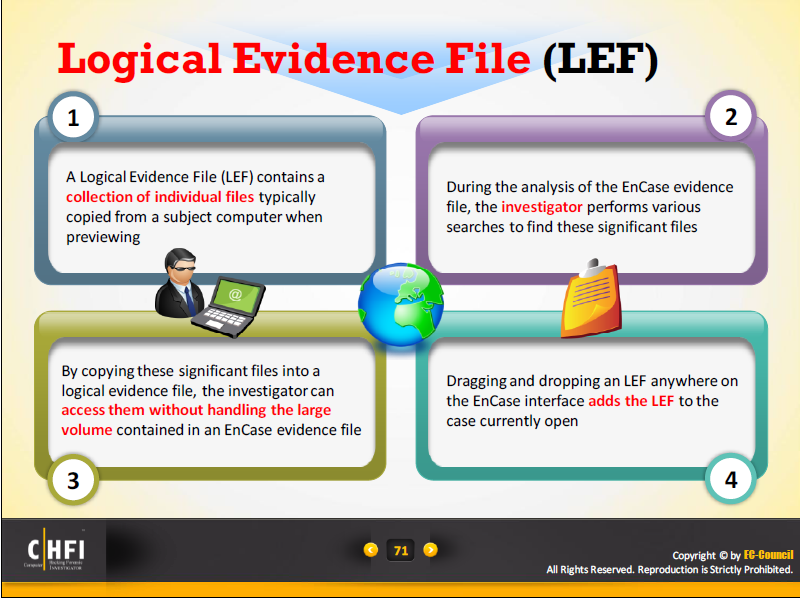 Logical Evidence File (LEF)
1
A Logical Evidence File (LEF) contains a
collection of individual files typically
copied from a subject computer when
previewing
2
During the analysis of the EnCase evidence
file, the investigator performs various
searches to find these significant files
@
By copying these significant files into a
logical evidence file, the investigator can
access them without handling the large
volume contained in an EnCase evidence file
3
Dragging and dropping an LEF anywhere on
the EnCase interface adds the LEF to the
case currently open
4
CHFI
Computer Hacking Forensic
INVESTIGATOR
71
Copyright © by EC-Council
All Rights Reserved. Reproduction is Strictly Prohibited.